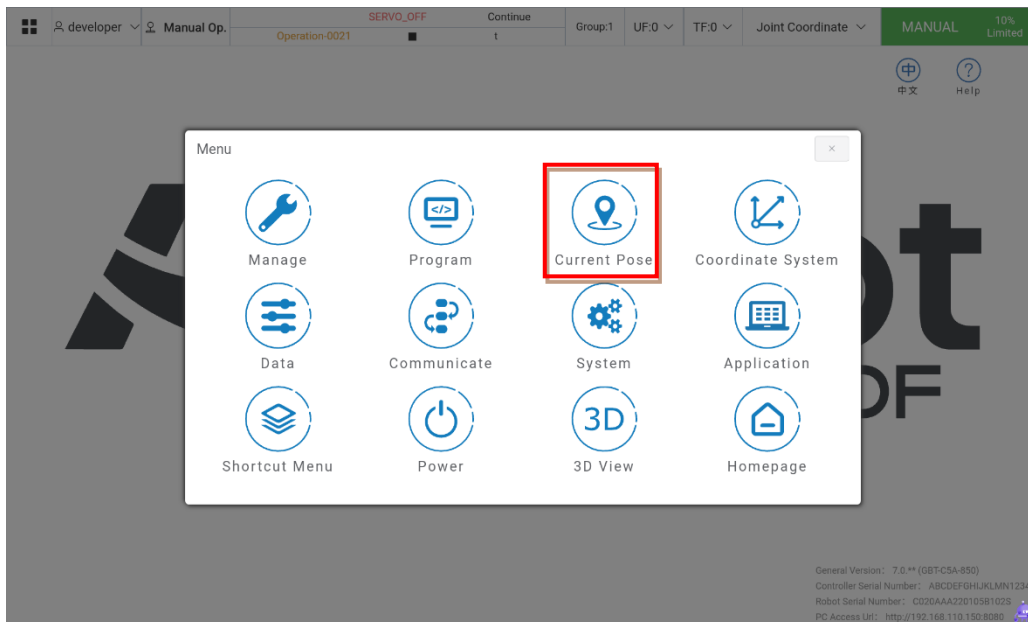 developer
Manual Op.
SERVO_OFF
Continue
Operation-0021
t
Group:1
UF:0
TF:0
Joint Coordinate
MANUAL
10%
Limited
中
中文
?
Help
Menu
×
</>
Manage
Program
Current Pose
Coordinate System
Data
Communicate
System
Application
3D
Shortcut Menu
Power
3D View
Homepage
General Version: 7.0.** (GBT-C5A-850)
Controller Serial Number: ABCDEFGHIJKLMN1234
Robot Serial Number: C020AAA2201058102S
PC Access Url: http://192.168.110.150:8080